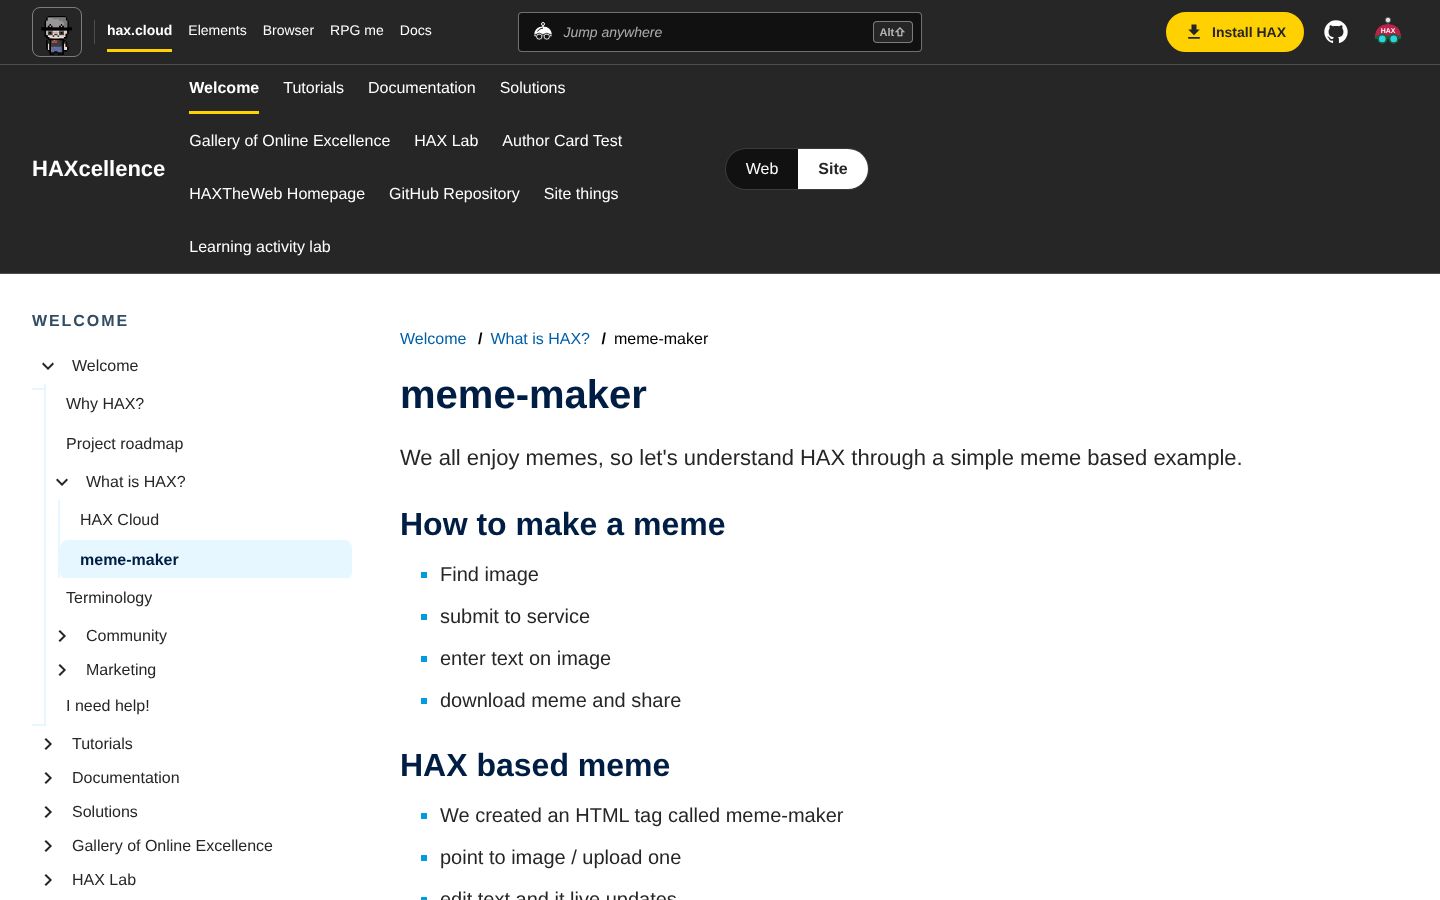 hax.cloud Elements Browser RPG me Docs
Jump anywhere
Alt⇧
Install HAX
HAX
HAXcellence
Welcome Tutorials Documentation Solutions
Gallery of Online Excellence HAX Lab Author Card Test
HAXTheWeb Homepage GitHub Repository Site things
Learning activity lab
Web Site
WELCOME
Welcome
Why HAX?
Project roadmap
What is HAX?
HAX Cloud
meme-maker
Terminology
Community
Marketing
I need help!
Tutorials
Documentation
Solutions
Gallery of Online Excellence
HAX Lab
Welcome / What is HAX? / meme-maker
meme-maker
We all enjoy memes, so let's understand HAX through a simple meme based example.
How to make a meme
Find image
submit to service
enter text on image
download meme and share
HAX based meme
We created an HTML tag called meme-maker
point to image / upload one
edit text and it live updates